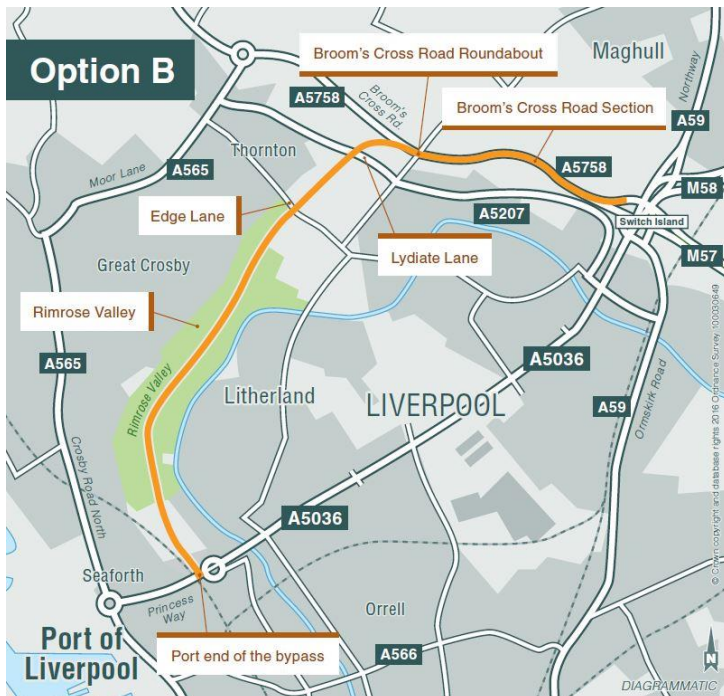 Option B
Broom's Cross Road Roundabout
Maghull
Northway
A5758
Broom's
Cross Rd.
Broom's Cross Road Section
A59
Thornton
A5758
M58
Moor Lane
A565
Edge Lane
A5207
Switch Island
Lydiate Lane
M57
Great Crosby
Rimrose Valley
A565
Rimrose Valley
Litherland
LIVERPOOL
A5036
A59
Ormskirk Road
Crosby Road North
A5036
Seaforth
Princess
Way
Orrell
Port of
Liverpool
Port end of the bypass
A566
N
DIAGRAMMATIC
© Crown copyright and database rights 2016 Ordnance Survey 100030649